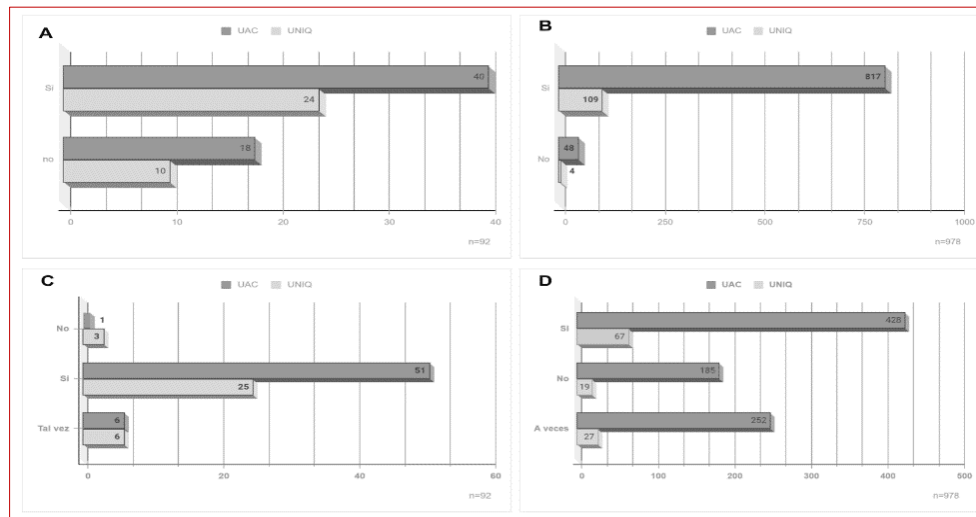 A
UAC UNIQ
Si
40
24
no
18
10
0 10 20 30 40
n=92
B
UAC UNIQ
Si
817
109
No
48
4
0 250 500 750 1000
n=978
C
UAC UNIQ
No
1
3
Si
51
25
Tal vez
6
6
0 20 40 60
n=92
D
UAC UNIQ
Si
428
67
No
185
19
A veces
252
27
0 100 200 300 400 500
n=978